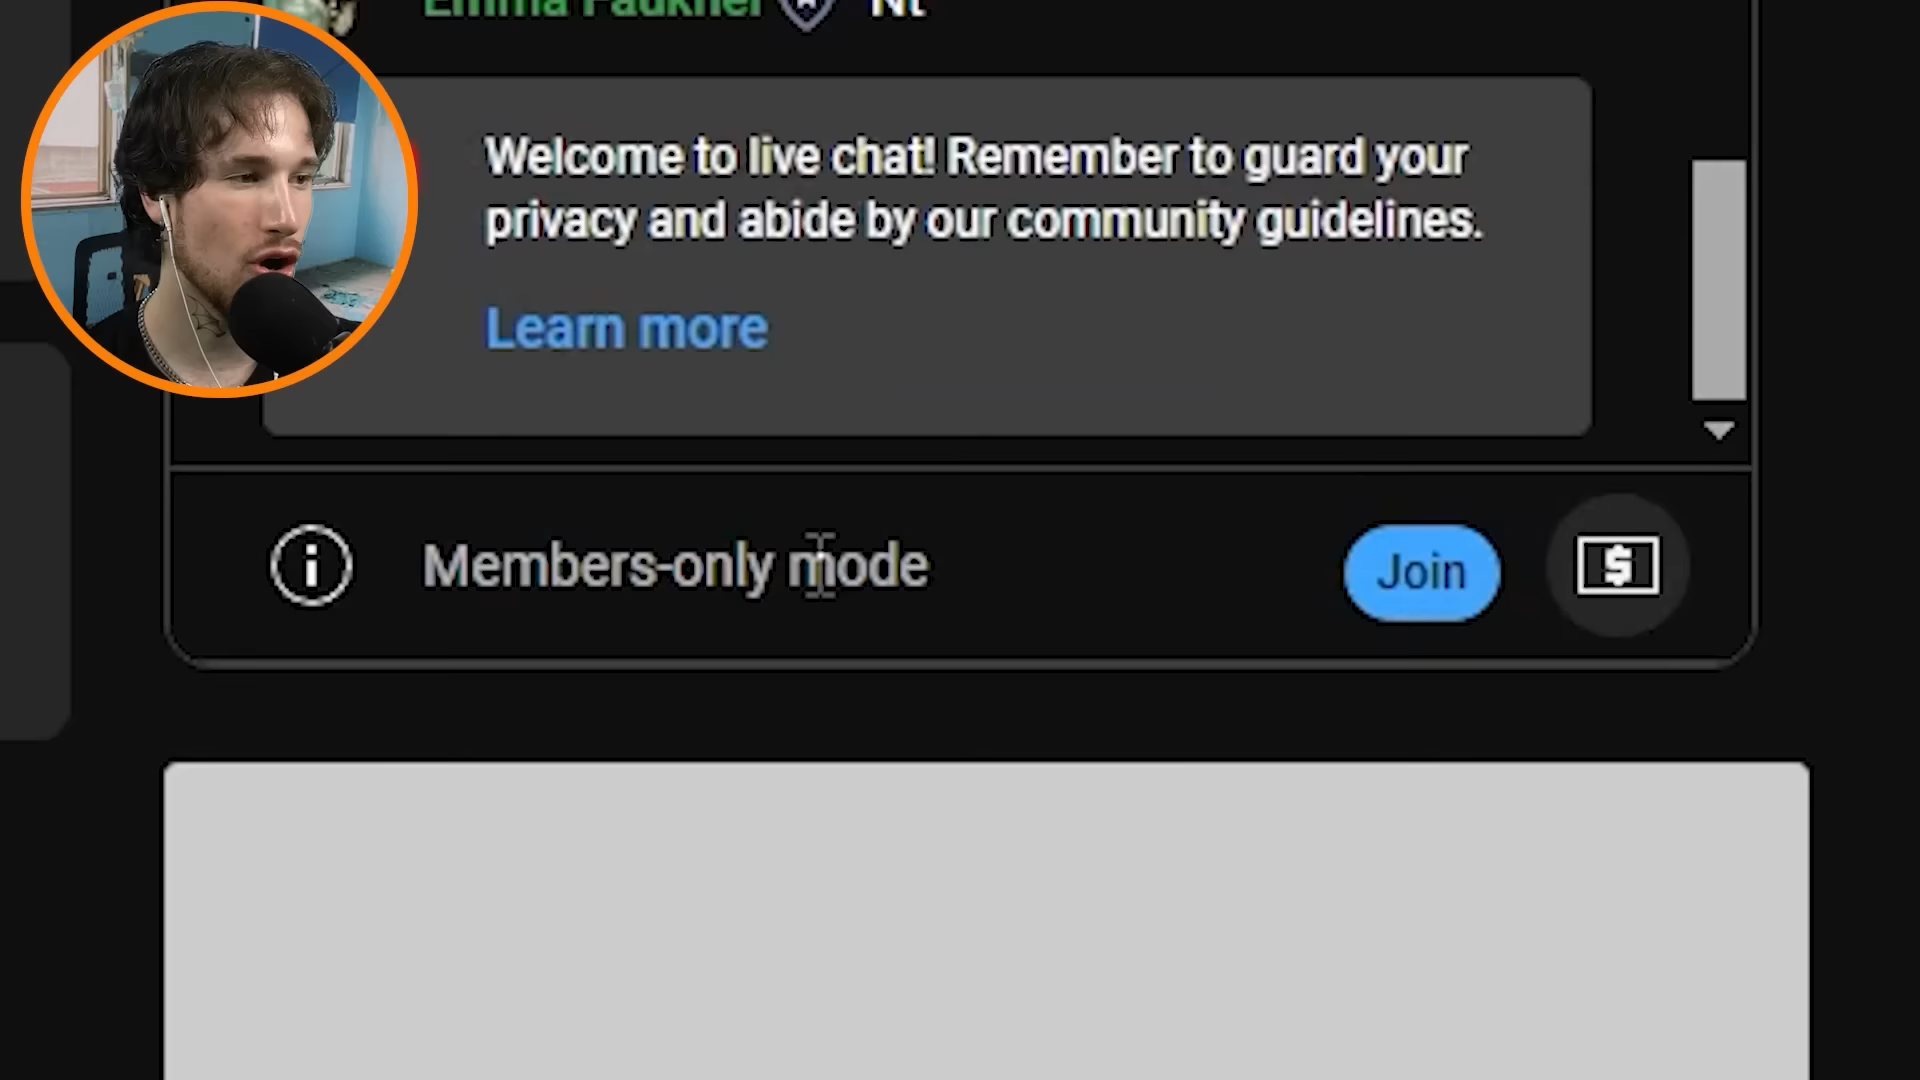 Emma Faulkner Nt
Welcome to live chat! Remember to guard your
privacy and abide by our community guidelines.
Learn more
Members-only mode
Join